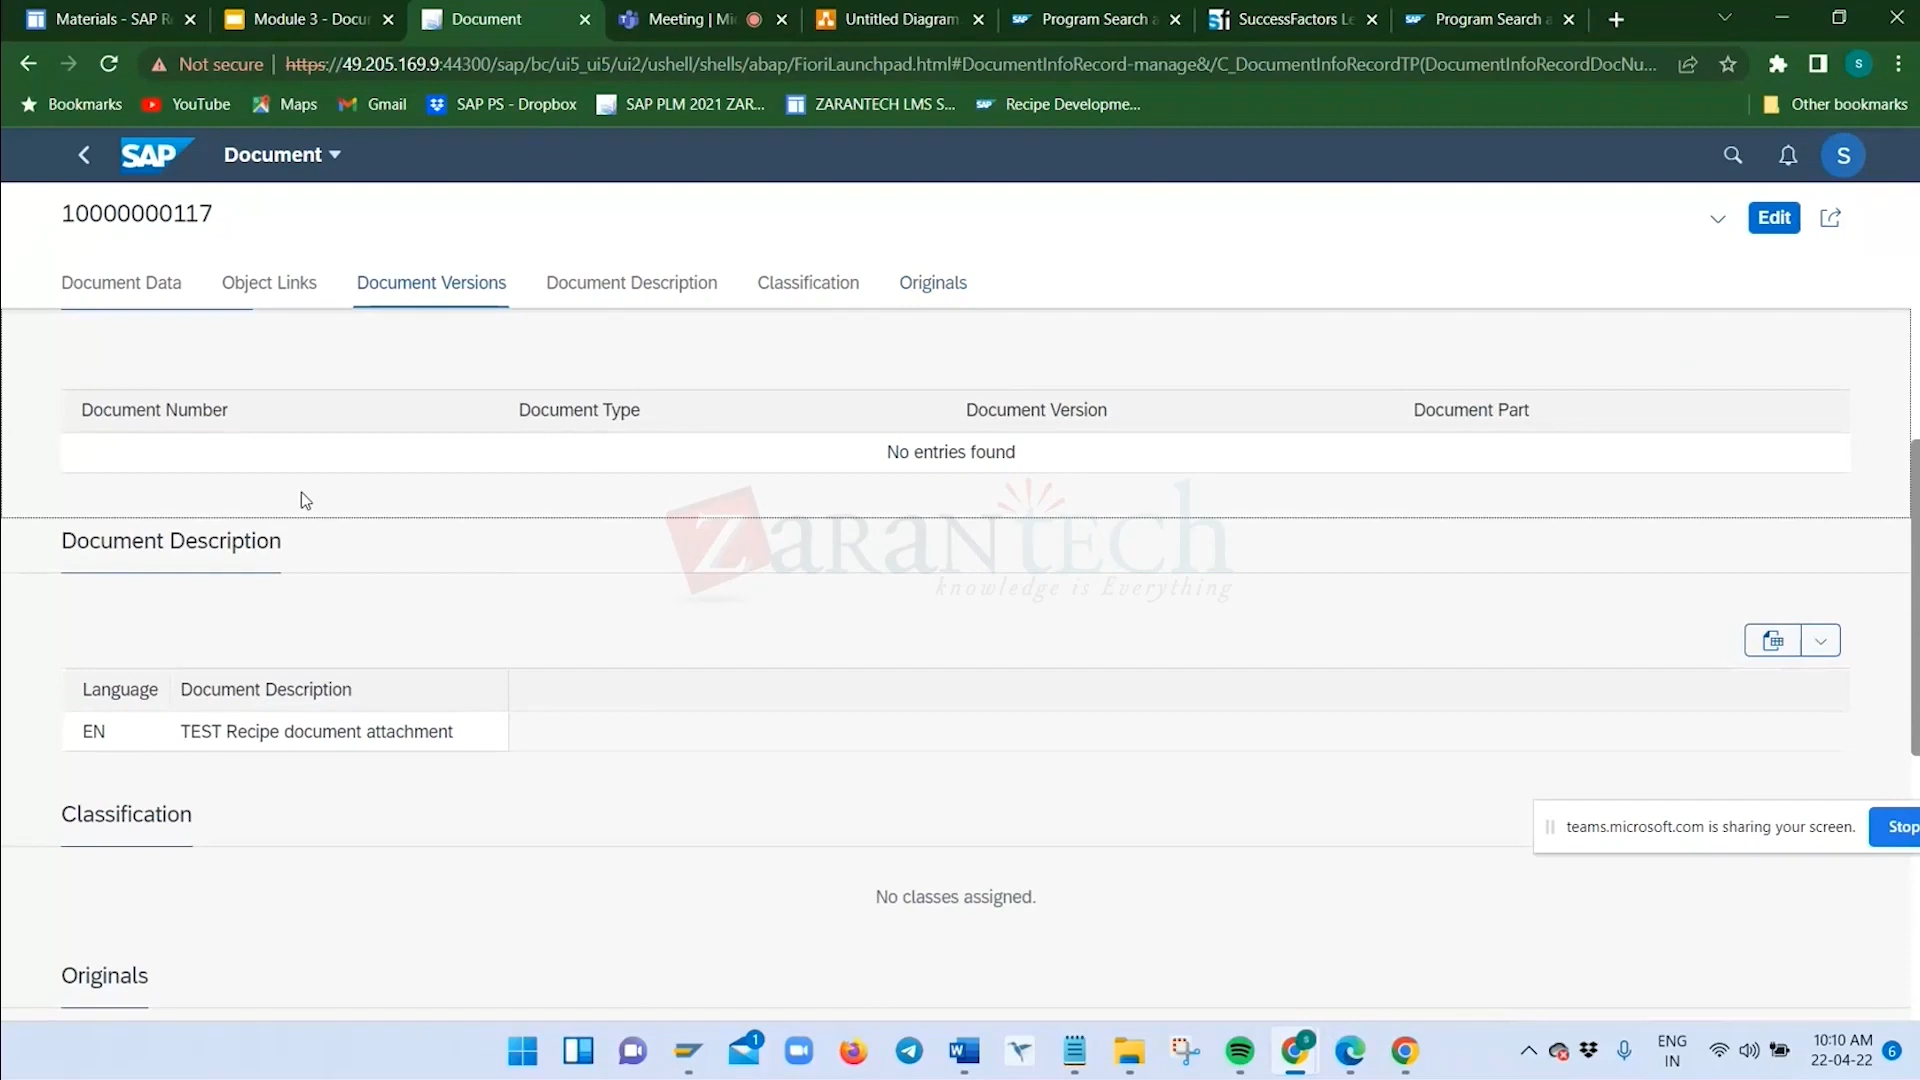 Materials - SAP R
Module 3 - Docu
Document
Meeting | Mi
Untitled Diagram
Program Search a
SuccessFactors Le
Program Search a
Not secure
https://49.205.169.9:44300/sap/bc/ui5_ui5/ui2/ushell/shells/abap/FioriLaunchpad.html#DocumentInfoRecord-manage&/C_DocumentInfoRecordTP(DocumentInfoRecordDocNu...
S
Bookmarks
YouTube
Maps
Gmail
SAP PS - Dropbox
SAP PLM 2021 ZAR...
ZARANTECH LMS S...
Recipe Developme...
Other bookmarks
SAP
Document
S
10000000117
Edit
Document Data
Object Links
Document Versions
Document Description
Classification
Originals
Document Number
Document Type
Document Version
Document Part
No entries found
ZaranTech
knowledge is Everything
Document Description
Language
Document Description
EN
TEST Recipe document attachment
Classification
teams.microsoft.com is sharing your screen.
Stop
No classes assigned.
Originals
1
ENG
IN
10:10 AM
22-04-22
6